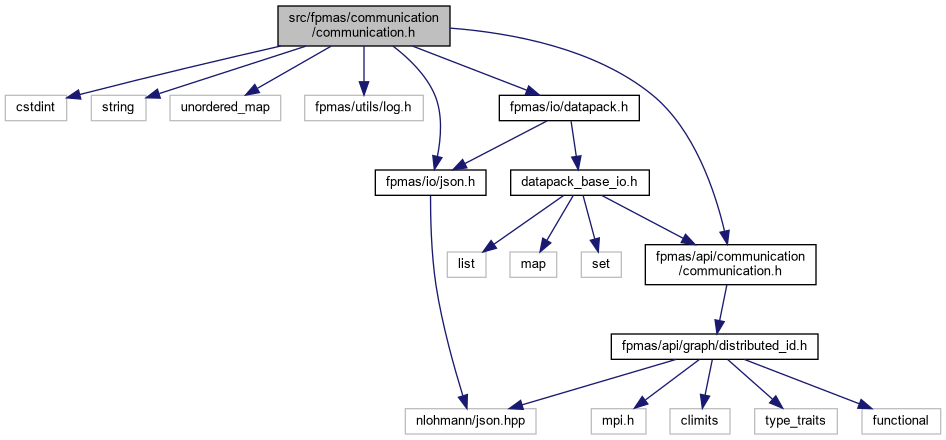 src/fpmas/communication
/communication.h
cstdint
string
unordered_map
fpmas/utils/log.h
fpmas/io/datapack.h
fpmas/io/json.h
datapack_base_io.h
list
map
set
fpmas/api/communication
/communication.h
fpmas/api/graph/distributed_id.h
nlohmann/json.hpp
mpi.h
climits
type_traits
functional